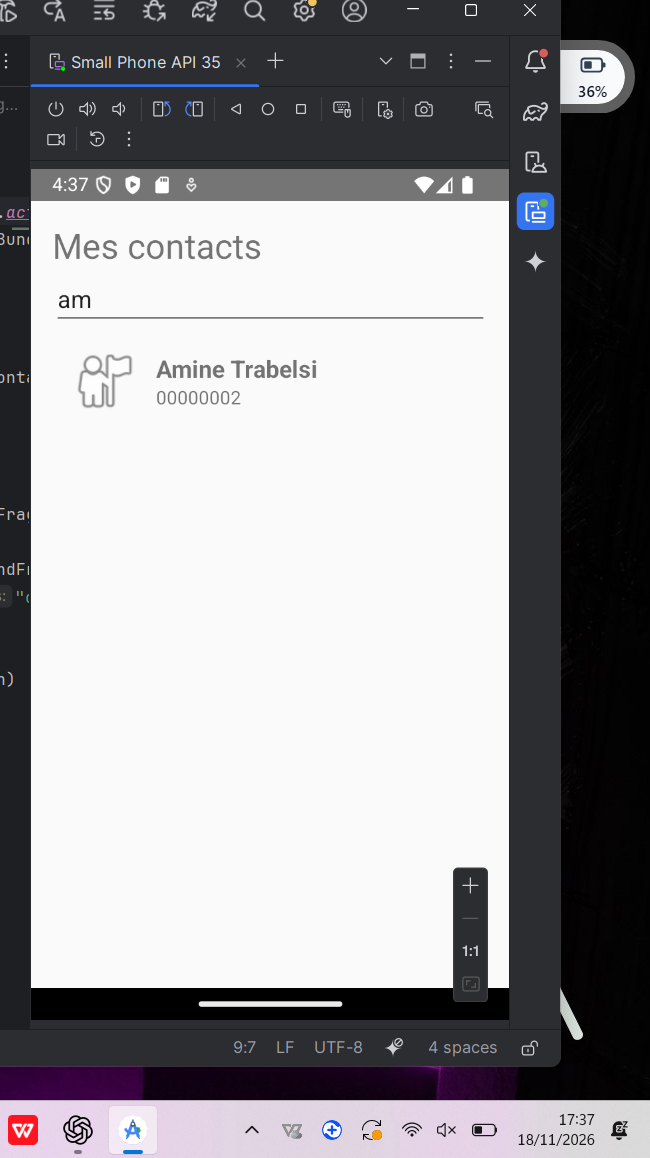 Small Phone API 35
36%
g...
4:37
.act
Mes contacts
am
Amine Trabelsi
00000002
s: "c
n)
1:1
9:7 LF UTF-8 4 spaces
17:37
18/11/2026